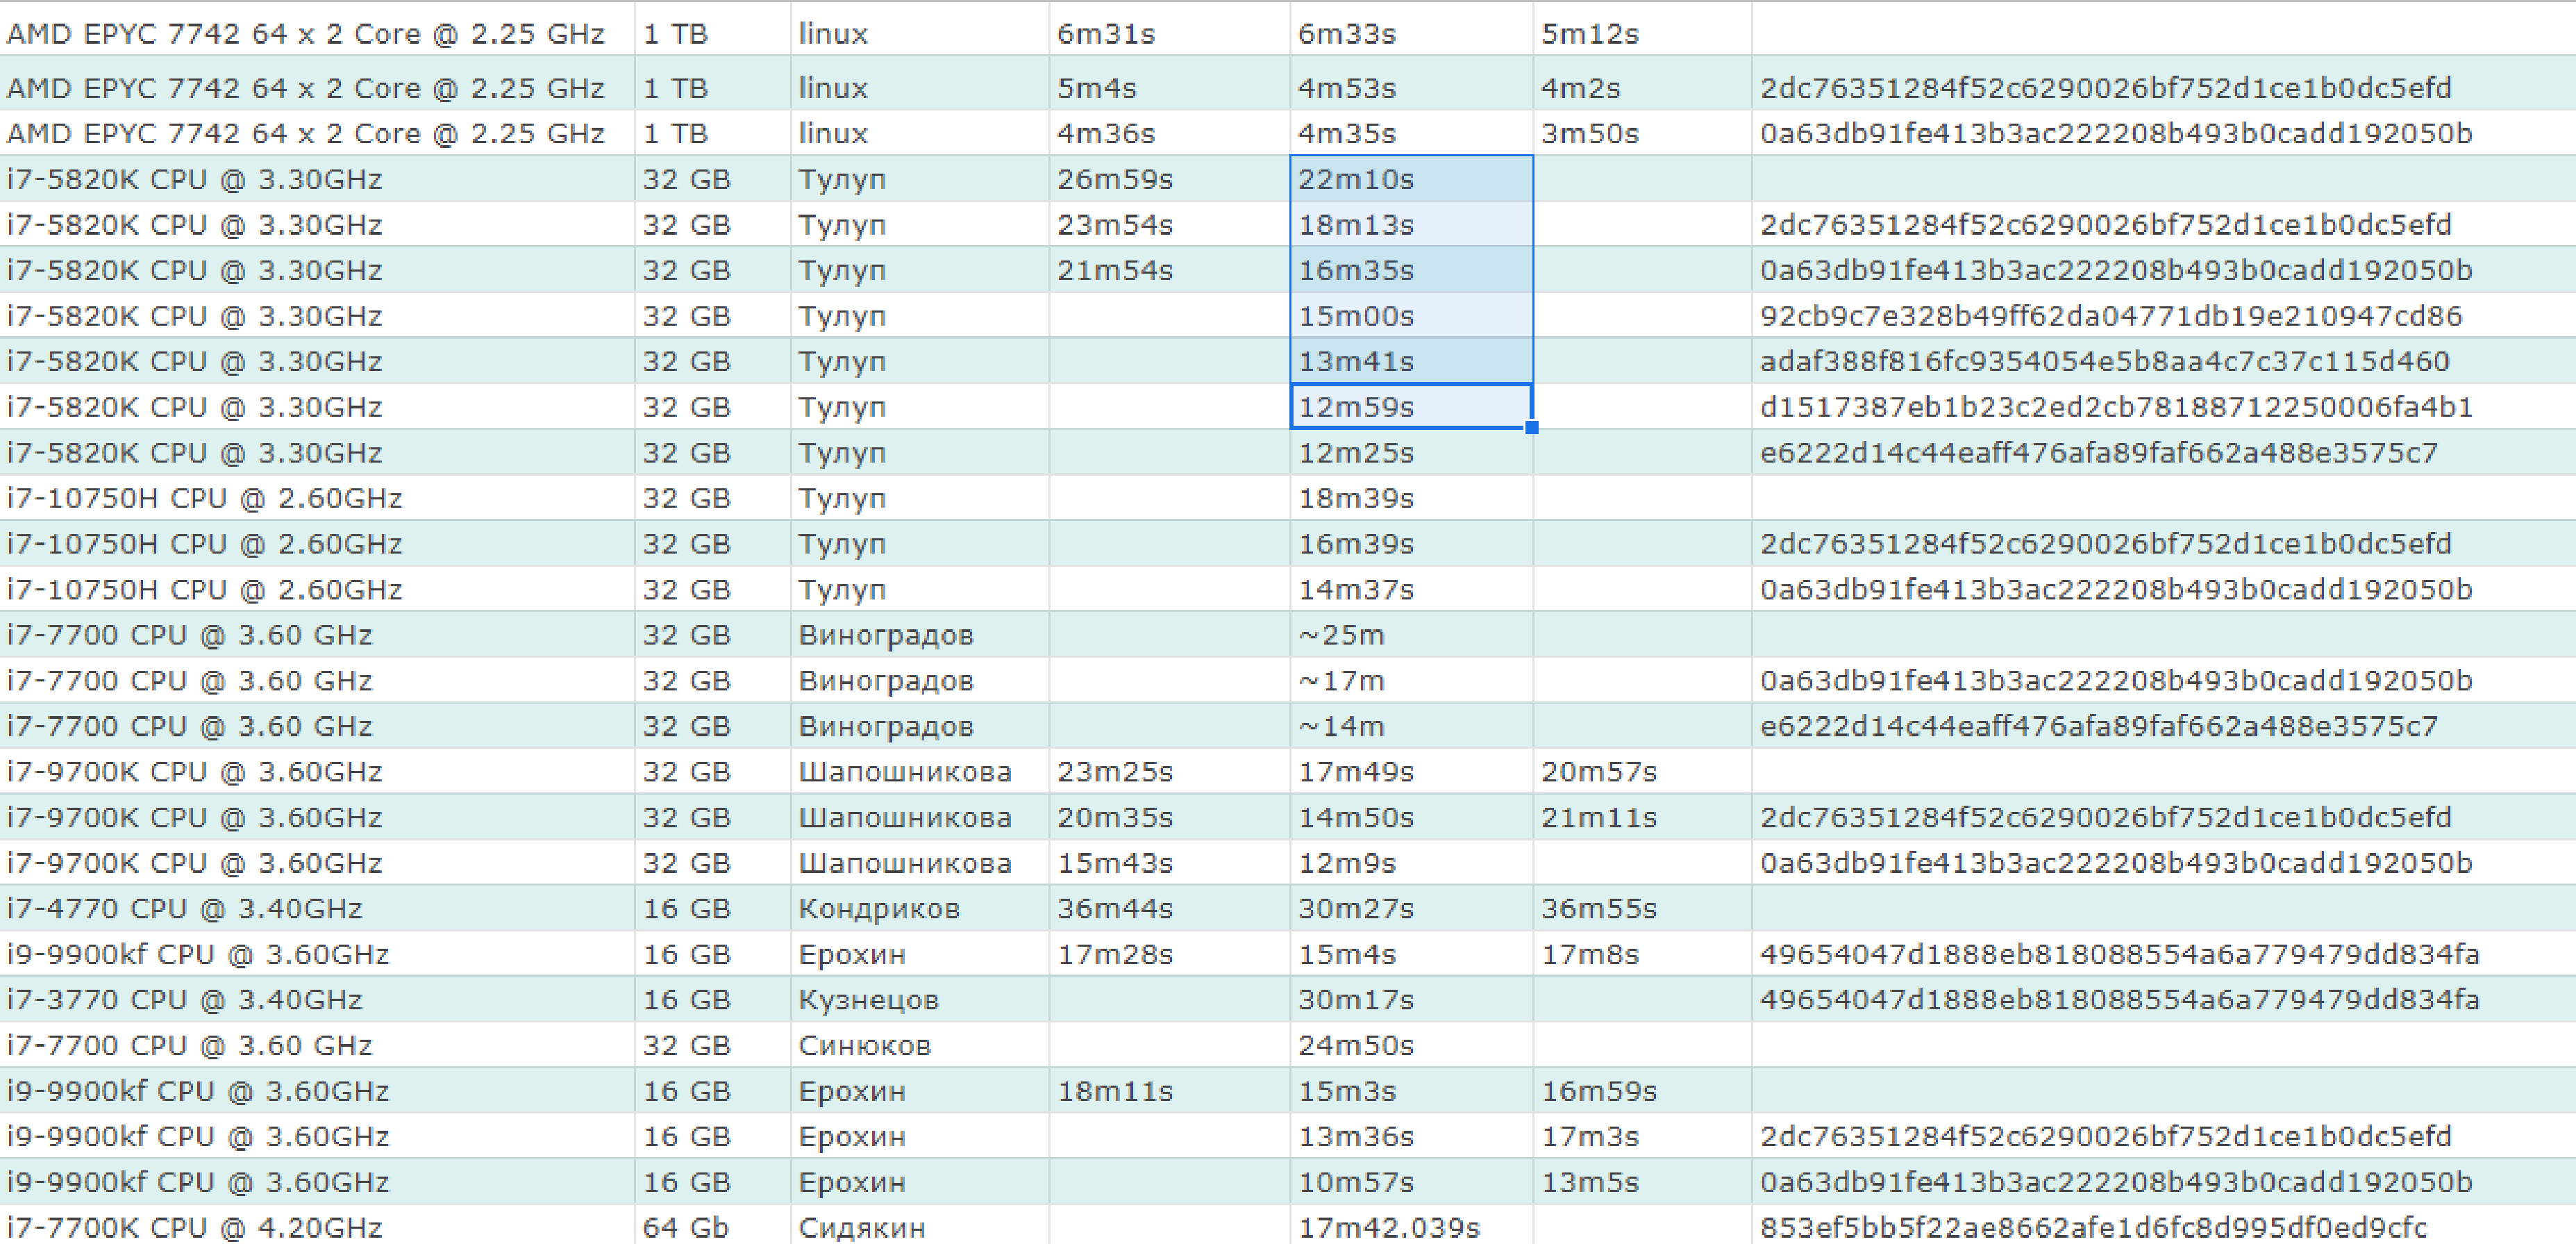 AMD EPYC 7742 64 x 2 Core @ 2.25 GHz 1 TB linux 6m31s 6m33s 5m12s
AMD EPYC 7742 64 x 2 Core @ 2.25 GHz 1 TB linux 5m4s 4m53s 4m2s 2dc76351284f52c6290026bf752d1ce1b0dc5efd
AMD EPYC 7742 64 x 2 Core @ 2.25 GHz 1 TB linux 4m36s 4m35s 3m50s 0a63db91fe413b3ac222208b493b0cadd192050b
i7-5820K CPU @ 3.30GHz 32 GB Тулуп 26m59s 22m10s
i7-5820K CPU @ 3.30GHz 32 GB Тулуп 23m54s 18m13s 2dc76351284f52c6290026bf752d1ce1b0dc5efd
i7-5820K CPU @ 3.30GHz 32 GB Тулуп 21m54s 16m35s 0a63db91fe413b3ac222208b493b0cadd192050b
i7-5820K CPU @ 3.30GHz 32 GB Тулуп 15m00s 92cb9c7e328b49ff62da04771db19e210947cd86
i7-5820K CPU @ 3.30GHz 32 GB Тулуп 13m41s adaf388f816fc9354054e5b8aa4c7c37c115d460
i7-5820K CPU @ 3.30GHz 32 GB Тулуп 12m59s d1517387eb1b23c2ed2cb78188712250006fa4b1
i7-5820K CPU @ 3.30GHz 32 GB Тулуп 12m25s e6222d14c44eaff476afa89faf662a488e3575c7
i7-10750H CPU @ 2.60GHz 32 GB Тулуп 18m39s
i7-10750H CPU @ 2.60GHz 32 GB Тулуп 16m39s 2dc76351284f52c6290026bf752d1ce1b0dc5efd
i7-10750H CPU @ 2.60GHz 32 GB Тулуп 14m37s 0a63db91fe413b3ac222208b493b0cadd192050b
i7-7700 CPU @ 3.60 GHz 32 GB Виноградов ~25m
i7-7700 CPU @ 3.60 GHz 32 GB Виноградов ~17m 0a63db91fe413b3ac222208b493b0cadd192050b
i7-7700 CPU @ 3.60 GHz 32 GB Виноградов ~14m e6222d14c44eaff476afa89faf662a488e3575c7
i7-9700K CPU @ 3.60GHz 32 GB Шапошникова 23m25s 17m49s 20m57s
i7-9700K CPU @ 3.60GHz 32 GB Шапошникова 20m35s 14m50s 21m11s 2dc76351284f52c6290026bf752d1ce1b0dc5efd
i7-9700K CPU @ 3.60GHz 32 GB Шапошникова 15m43s 12m9s 0a63db91fe413b3ac222208b493b0cadd192050b
i7-4770 CPU @ 3.40GHz 16 GB Кондриков 36m44s 30m27s 36m55s
i9-9900kf CPU @ 3.60GHz 16 GB Ерохин 17m28s 15m4s 17m8s 49654047d1888eb818088554a6a779479dd834fa
i7-3770 CPU @ 3.40GHz 16 GB Кузнецов 30m17s 49654047d1888eb818088554a6a779479dd834fa
i7-7700 CPU @ 3.60 GHz 32 GB Синюков 24m50s
i9-9900kf CPU @ 3.60GHz 16 GB Ерохин 18m11s 15m3s 16m59s
i9-9900kf CPU @ 3.60GHz 16 GB Ерохин 13m36s 17m3s 2dc76351284f52c6290026bf752d1ce1b0dc5efd
i9-9900kf CPU @ 3.60GHz 16 GB Ерохин 10m57s 13m5s 0a63db91fe413b3ac222208b493b0cadd192050b
i7-7700K CPU @ 4.20GHz 64 Gb Сидякин 17m42.039s 853ef5bb5f22ae8662afe1d6fc8d995df0ed9cfc